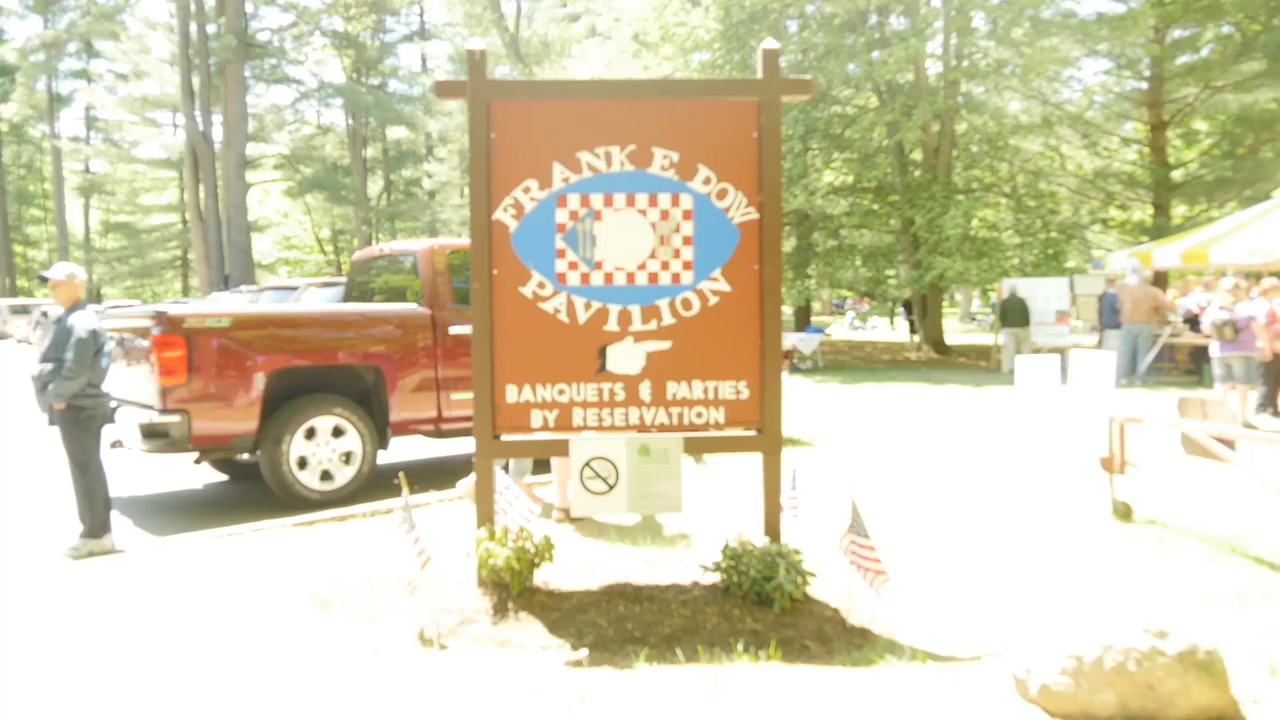 FRANK E. DOW
PAVILION
BANQUETS & PARTIES
BY RESERVATION